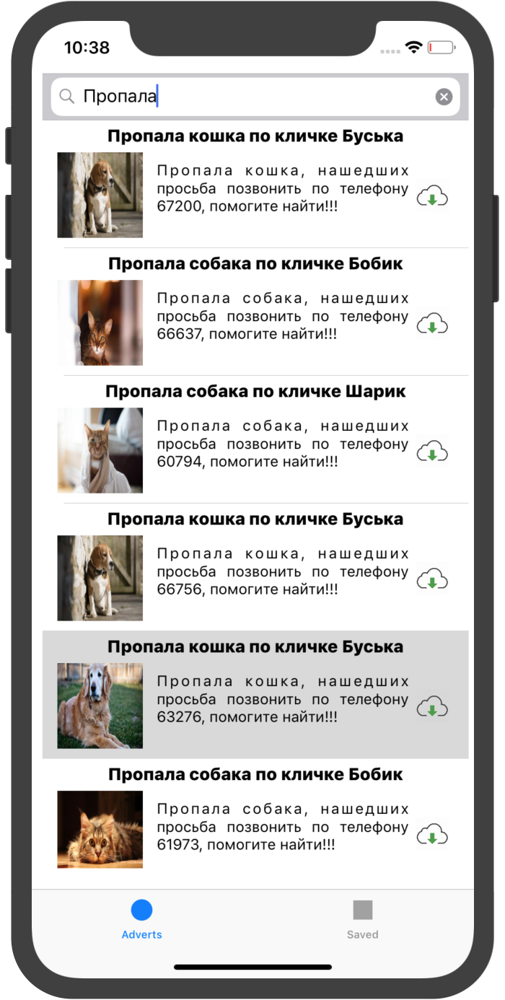 10:38
Пропала
Пропала кошка по кличке Буська
Пропала кошка, нашедших
просьба позвонить по телефону
67200, помогите найти!!!
Пропала собака по кличке Бобик
Пропала собака, нашедших
просьба позвонить по телефону
66637, помогите найти!!!
Пропала собака по кличке Шарик
Пропала собака, нашедших
просьба позвонить по телефону
60794, помогите найти!!!
Пропала кошка по кличке Буська
Пропала кошка, нашедших
просьба позвонить по телефону
66756, помогите найти!!!
Пропала кошка по кличке Буська
Пропала кошка, нашедших
просьба позвонить по телефону
63276, помогите найти!!!
Пропала собака по кличке Бобик
Пропала собака, нашедших
просьба позвонить по телефону
61973, помогите найти!!!
Adverts
Saved